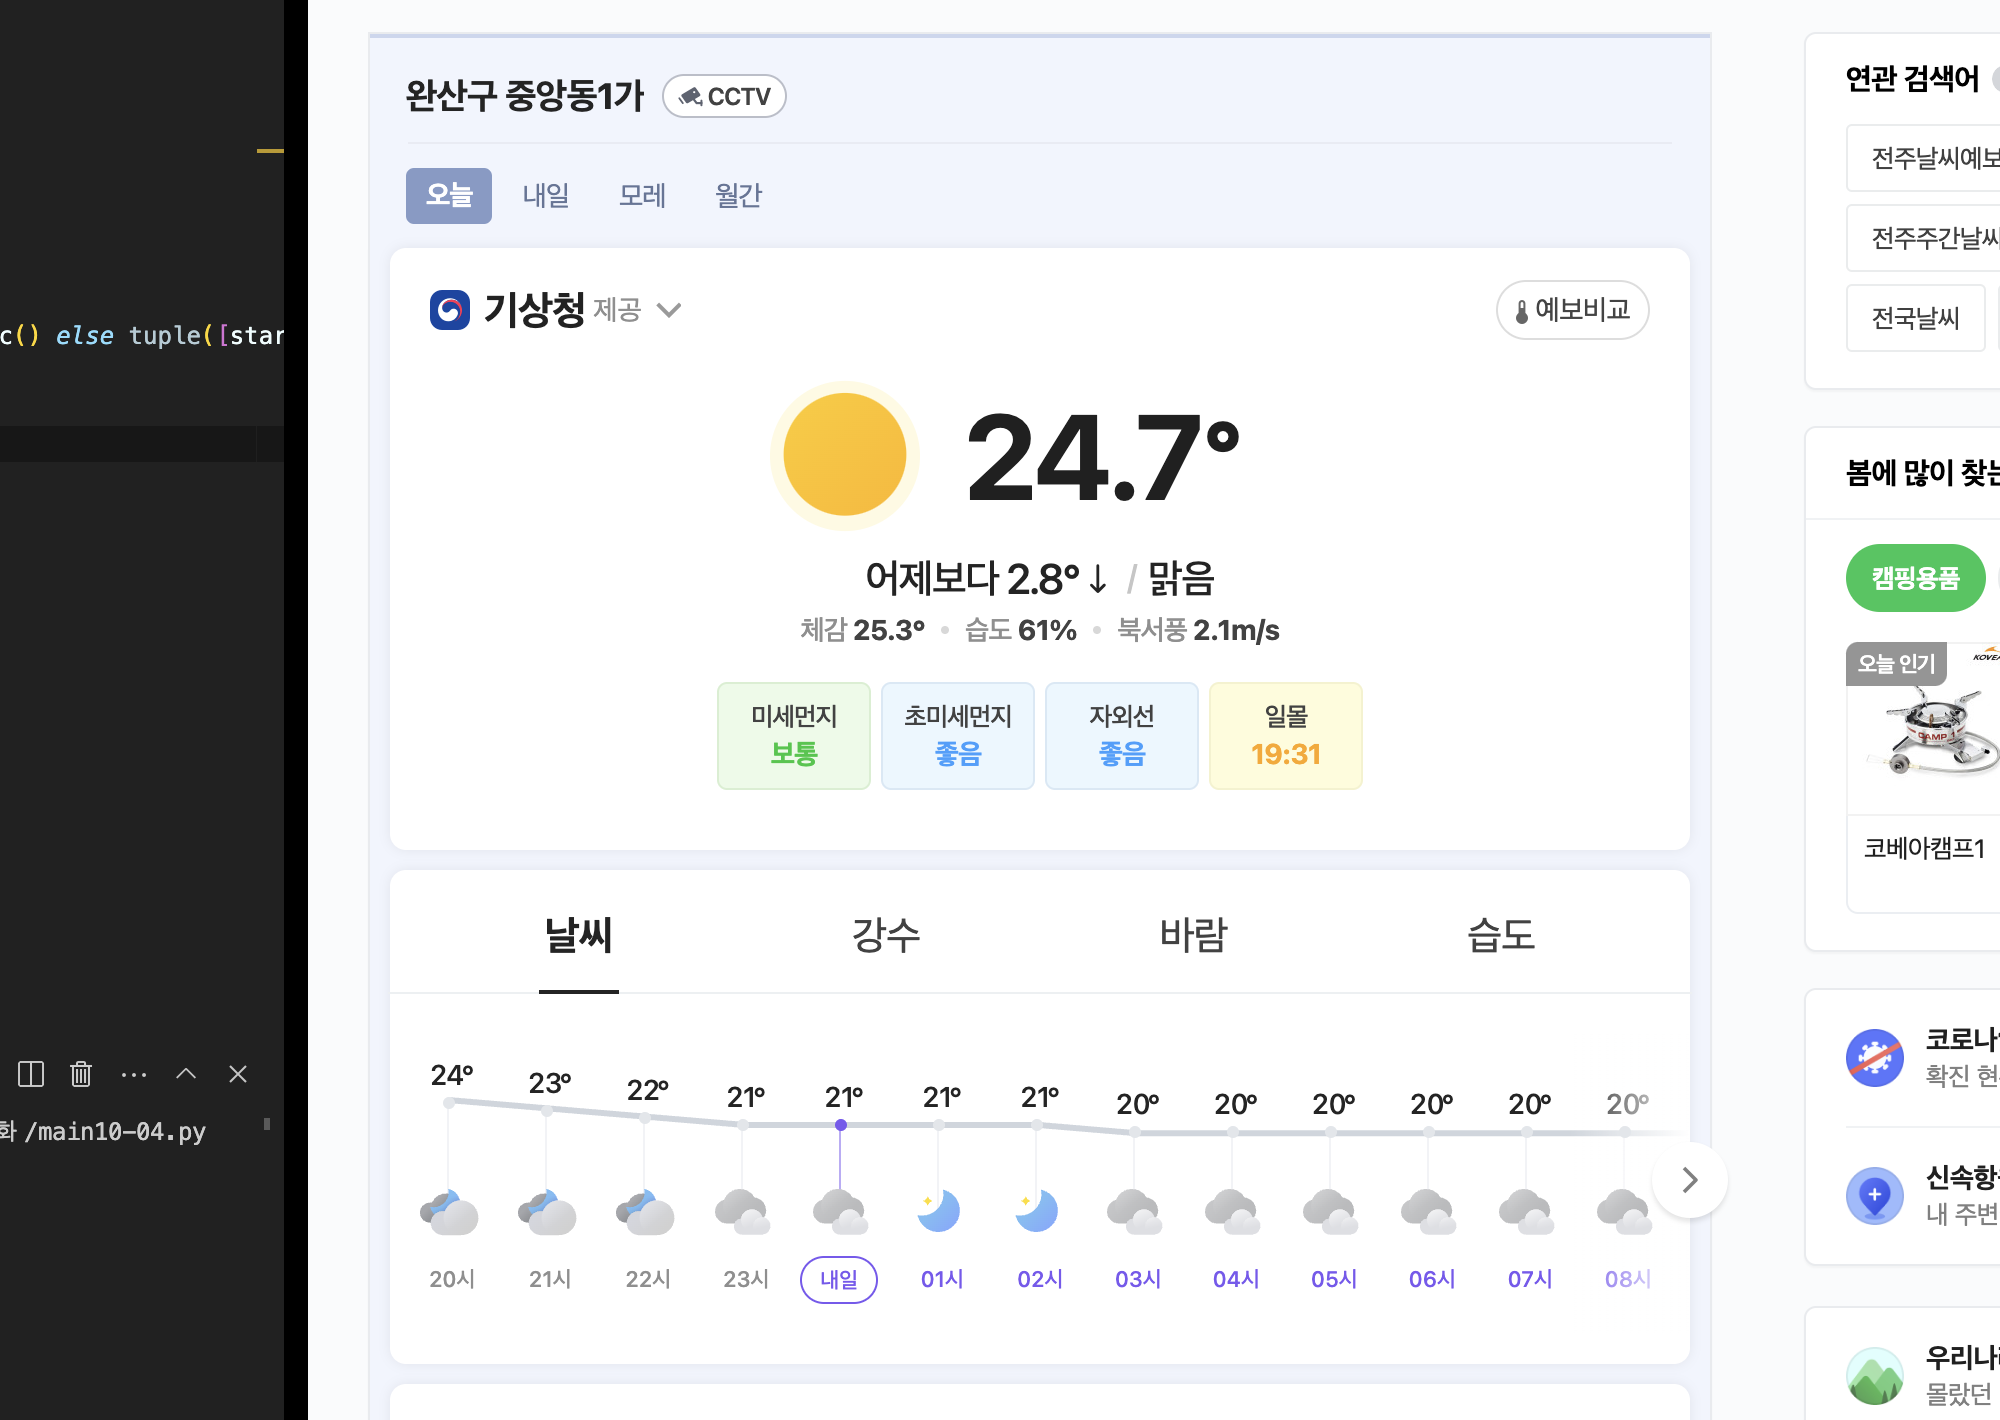 c() else tuple([star
화 /main10-04.py
완산구 중앙동1가 CCTV
오늘 내일 모레 월간
기상청 제공
예보비교
24.7°
어제보다 2.8°↓ / 맑음
체감 25.3° • 습도 61% • 북서풍 2.1m/s
미세먼지 초미세먼지 자외선 일몰
보통 좋음 좋음 19:31
날씨 강수 바람 습도
24° 23° 22° 21° 21° 21° 21° 20° 20° 20° 20° 20° 20°
20시 21시 22시 23시 내일 01시 02시 03시 04시 05시 06시 07시 08시
연관 검색어
전주날씨예보
전주주간날씨
전국날씨
봄에 많이 찾는
캠핑용품
오늘 인기
KOVEA
CAMP 1
코베아캠프1
코로나
확진 현
신속항
내 주변
우리나라
몰랐던